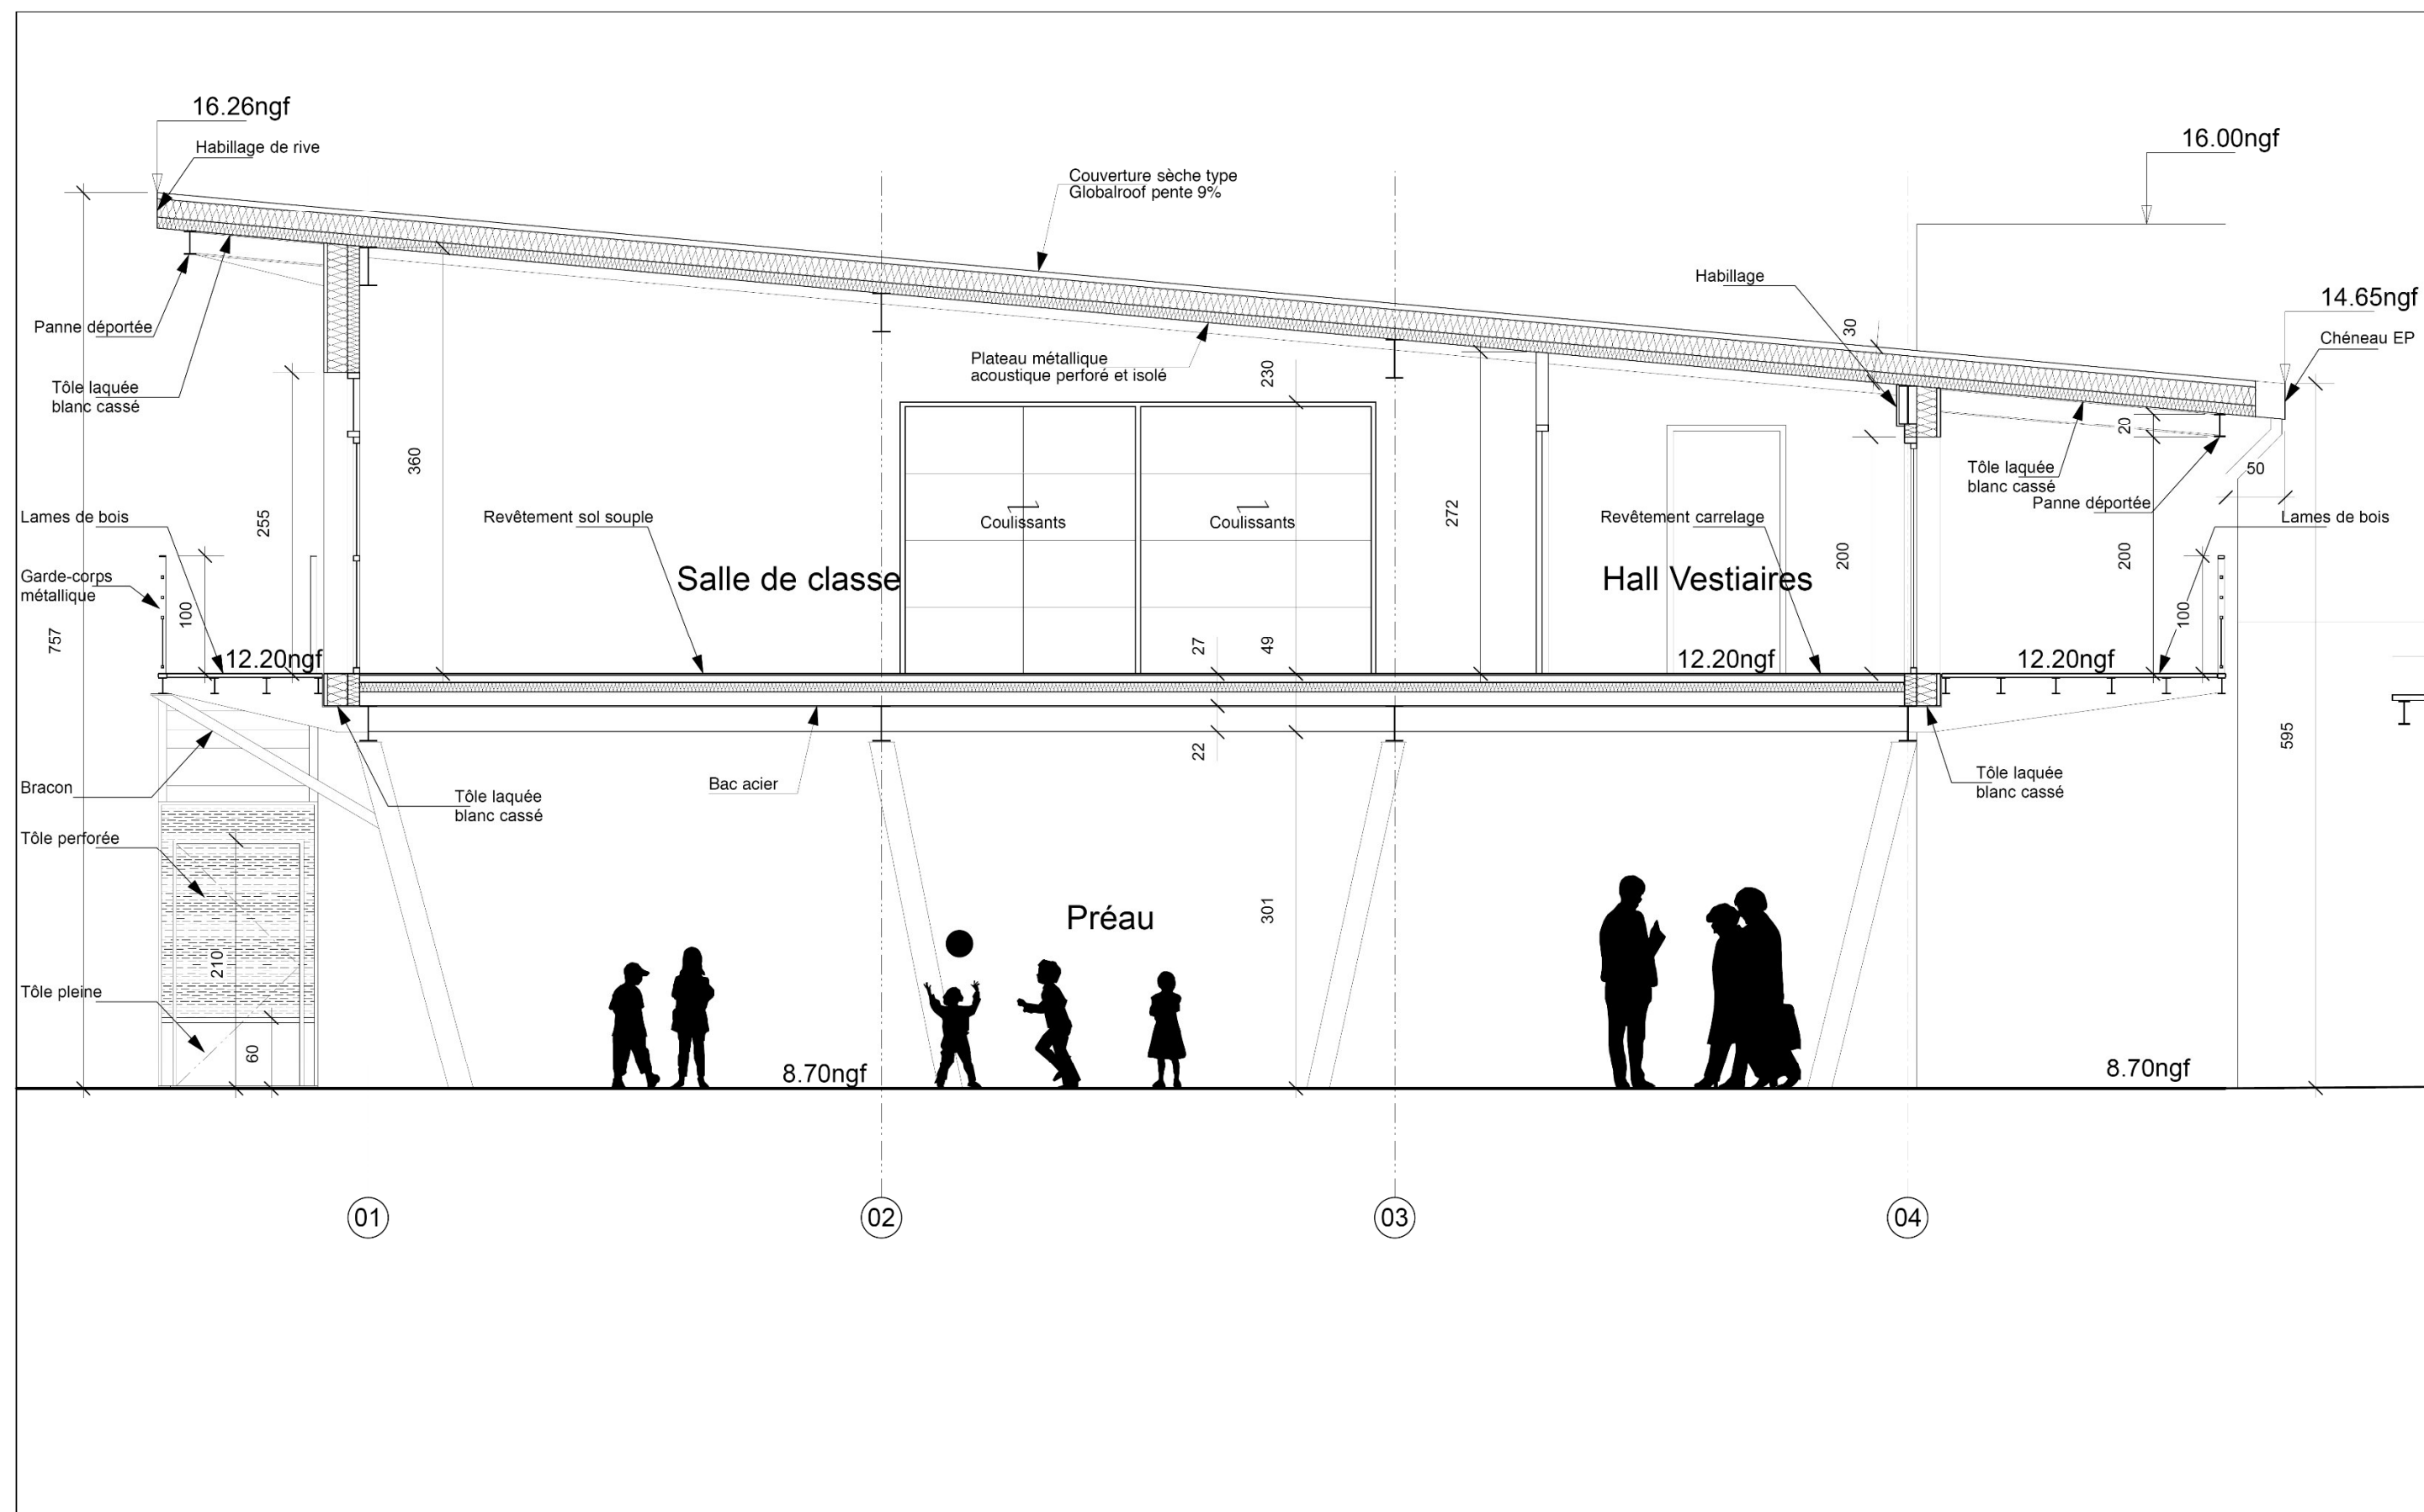 16.26ngf
Habillage de rive
16.00ngf
Couverture sèche type
Globalroof pente 9%
Habillage
14.65ngf
Chéneau EP
Panne déportée
30
Plateau métallique
acoustique perforé et isolé
230
Tôle laquée
blanc cassé
360
20
Tôle laquée
blanc cassé
50
Panne déportée
Lames de bois
255
Revêtement sol souple
Coulissants
Coulissants
272
Revêtement carrelage
200
200
Lames de bois
Garde-corps
métallique
100
Salle de classe
Hall Vestiaires
100
757
27
49
12.20ngf
12.20ngf
12.20ngf
22
595
Bracon
Tôle laquée
blanc cassé
Bac acier
Tôle laquée
blanc cassé
Tôle perforée
Préau
301
210
Tôle pleine
60
8.70ngf
8.70ngf
01
02
03
04